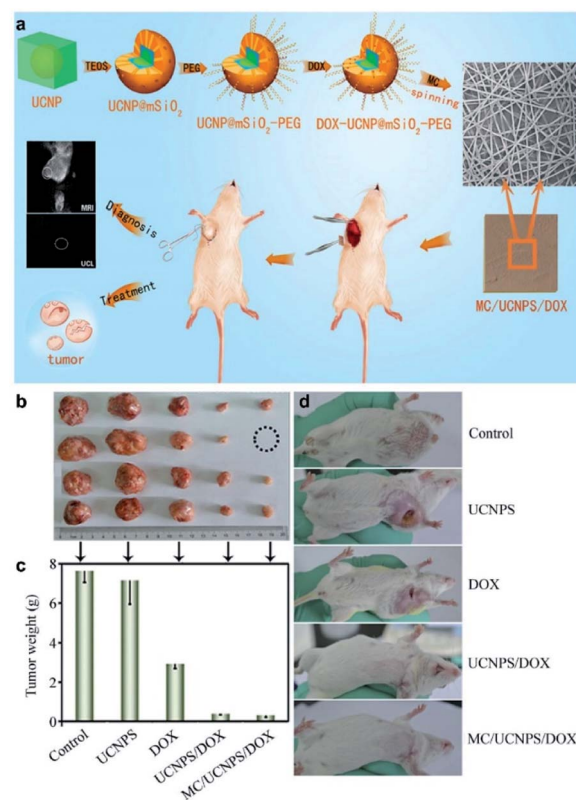 a
TEOS
PEG
DOX
MC
spinning
UCNP
UCNP@mSiO₂
UCNP@mSiO₂-PEG
DOX-UCNP@mSiO₂-PEG
MRI
UCL
Diagnosis
Treatment
tumor
MC/UCNPS/DOX
b
d
Control
UCNPS
DOX
UCNPS/DOX
MC/UCNPS/DOX
c
Tumor weight (g)
8
6
4
2
0
Control
UCNPS
DOX
UCNPS/DOX
MC/UCNPS/DOX